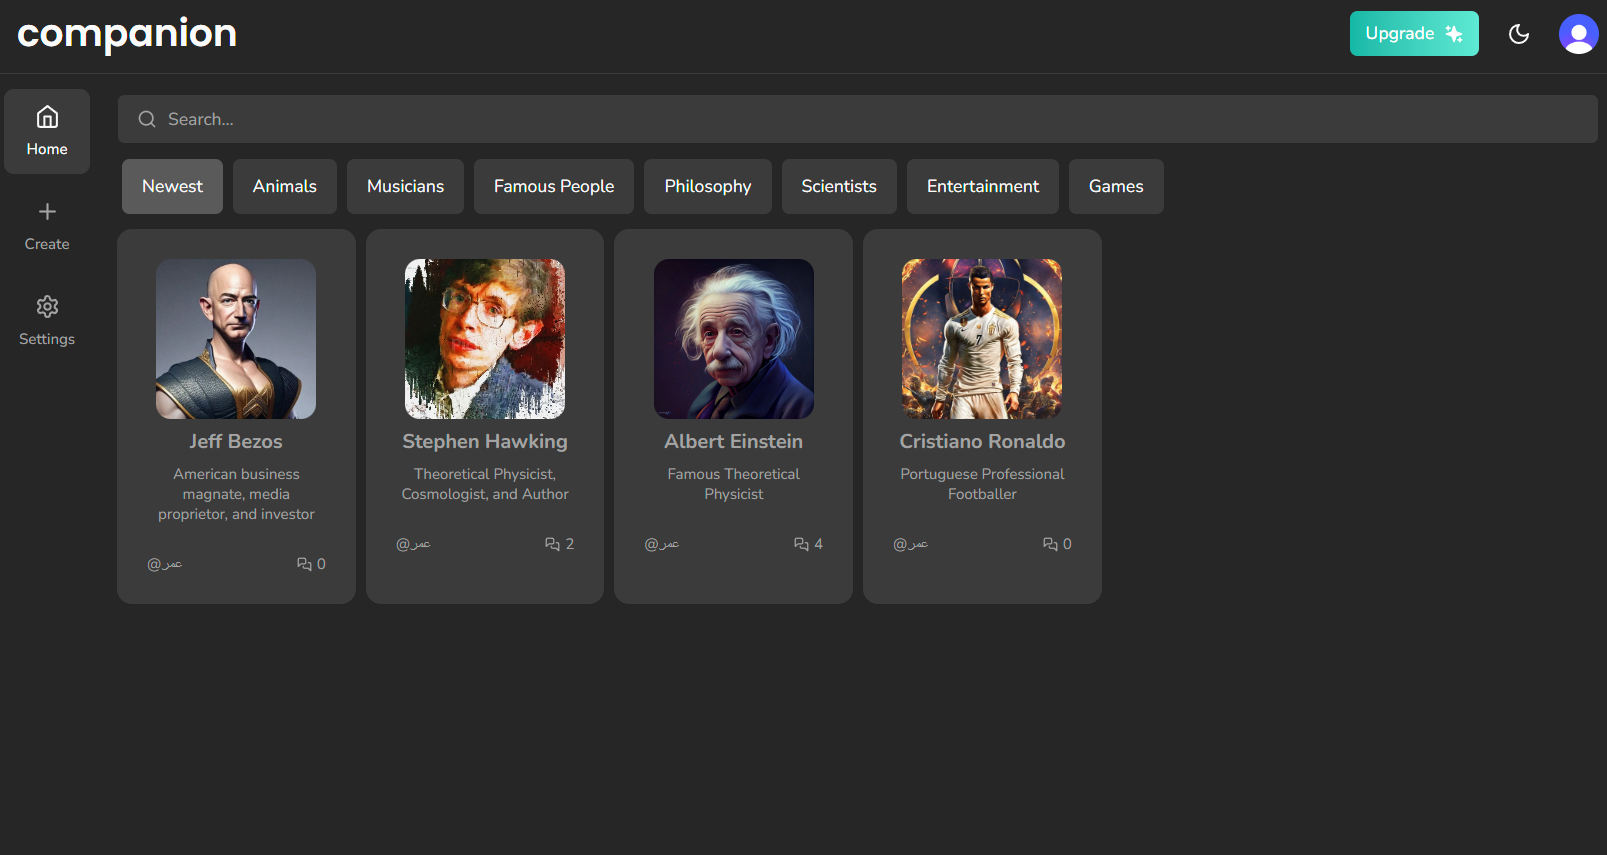 companion
Upgrade
Home
Create
Settings
Search...
Newest
Animals
Musicians
Famous People
Philosophy
Scientists
Entertainment
Games
Jeff Bezos
American business
magnate, media
proprietor, and investor
@عمر
0
Stephen Hawking
Theoretical Physicist,
Cosmologist, and Author
@عمر
2
Albert Einstein
Famous Theoretical
Physicist
@عمر
4
Cristiano Ronaldo
7
Portuguese Professional
Footballer
@عمر
0